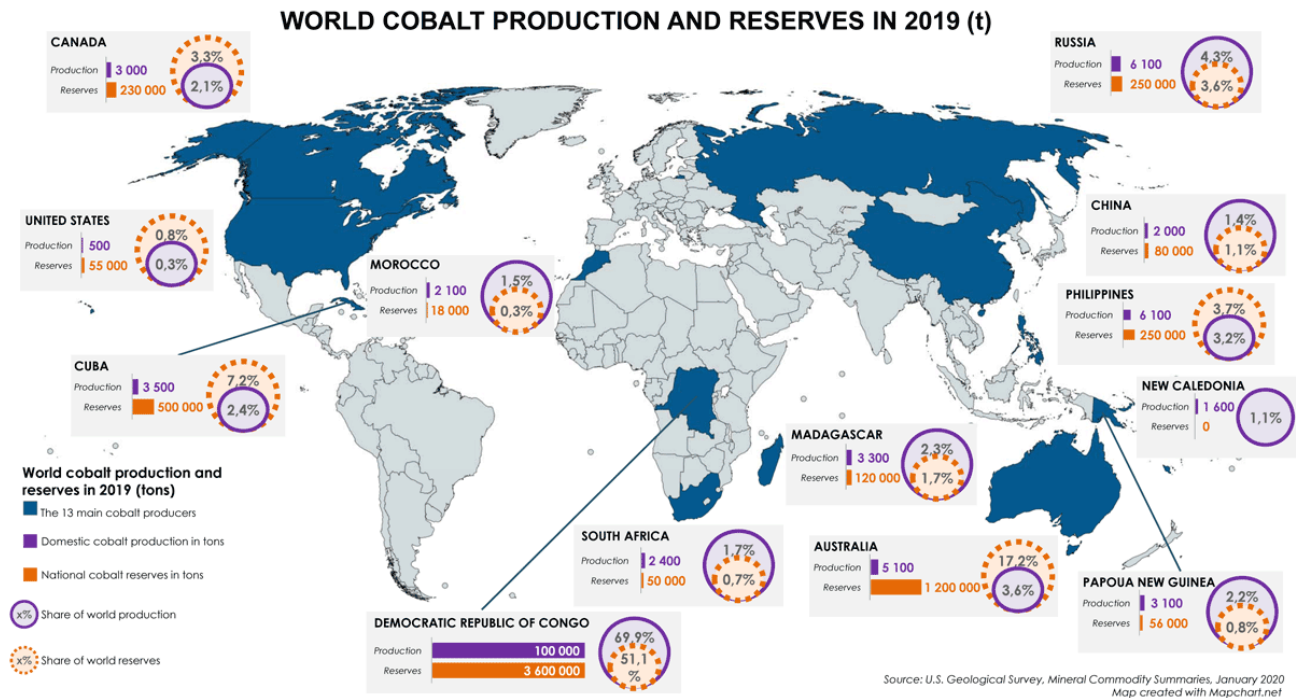 WORLD COBALT PRODUCTION AND RESERVES IN 2019 (t)
CANADA
Production 3 000
Reserves 230 000
3,3%
2,1%
RUSSIA
Production 6 100
Reserves 250 000
4,3%
3,6%
UNITED STATES
Production 500
Reserves 55 000
0,8%
0,3%
CHINA
Production 2 000
Reserves 80 000
1,4%
1,1%
MOROCCO
Production 2 100
Reserves 18 000
1,5%
0,3%
PHILIPPINES
Production 6 100
Reserves 250 000
3,7%
3,2%
CUBA
Production 3 500
Reserves 500 000
7,2%
2,4%
NEW CALEDONIA
Production 1 600
Reserves 0
1,1%
MADAGASCAR
Production 3 300
Reserves 120 000
2,3%
1,7%
World cobalt production and
reserves in 2019 (tons)
The 13 main cobalt producers
Domestic cobalt production in tons
National cobalt reserves in tons
x% Share of world production
x% Share of world reserves
SOUTH AFRICA
Production 2 400
Reserves 50 000
1,7%
0,7%
AUSTRALIA
Production 5 100
Reserves 1 200 000
17,2%
3,6%
PAPUA NEW GUINEA
Production 3 100
Reserves 56 000
2,2%
0,8%
DEMOCRATIC REPUBLIC OF CONGO
Production 100 000
Reserves 3 600 000
69,9%
51,1
%
Source: U.S. Geological Survey, Mineral Commodity Summaries, January 2020
Map created with Mapchart.net